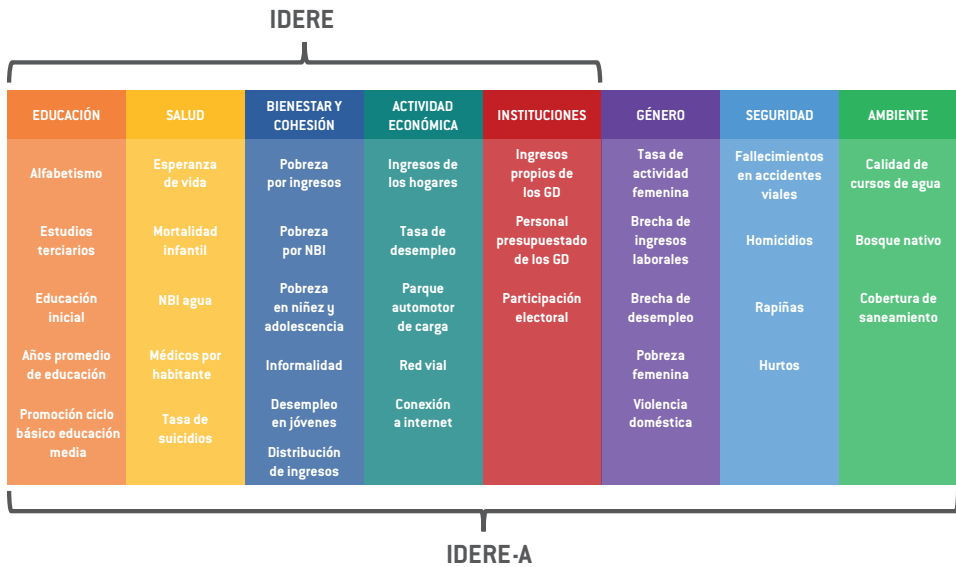 IDERE
EDUCACIÓN
Alfabetismo
Estudios
terciarios
Educación
inicial
Años promedio
de educación
Promoción ciclo
básico educación
media
SALUD
Esperanza
de vida
Mortalidad
infantil
NBI agua
Médicos por
habitante
Tasa de
suicidios
BIENESTAR Y
COHESIÓN
Pobreza
por ingresos
Pobreza
por NBI
Pobreza
en niñez y
adolescencia
Informalidad
Desempleo
en jóvenes
Distribución
de ingresos
ACTIVIDAD
ECONÓMICA
Ingresos de
los hogares
Tasa de
desempleo
Parque
automotor
de carga
Red vial
Conexión
a internet
INSTITUCIONES
Ingresos
propios de
los GD
Personal
presupuestado
de los GD
Participación
electoral
GÉNERO
Tasa de
actividad
femenina
Brecha de
ingresos
laborales
Brecha de
desempleo
Pobreza
femenina
Violencia
doméstica
SEGURIDAD
Fallecimientos
en accidentes
viales
Homicidios
Rapiñas
Hurtos
AMBIENTE
Calidad de
cursos de agua
Bosque nativo
Cobertura de
saneamiento
IDERE-A